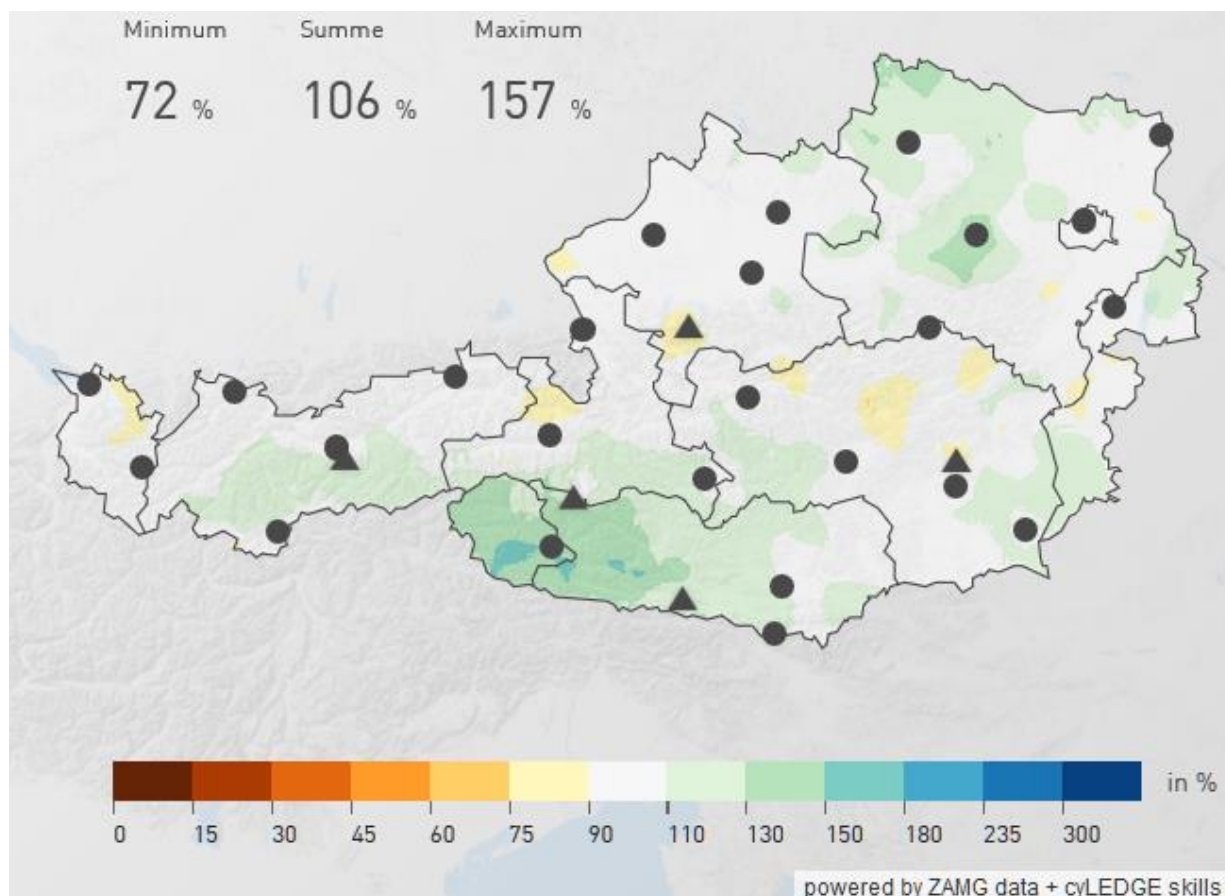 Minimum Summe Maximum
72 % 106 % 157 %
in %
0 15 30 45 60 75 90 110 130 150 180 235 300
powered by ZAMG data + cyLEDGE skills